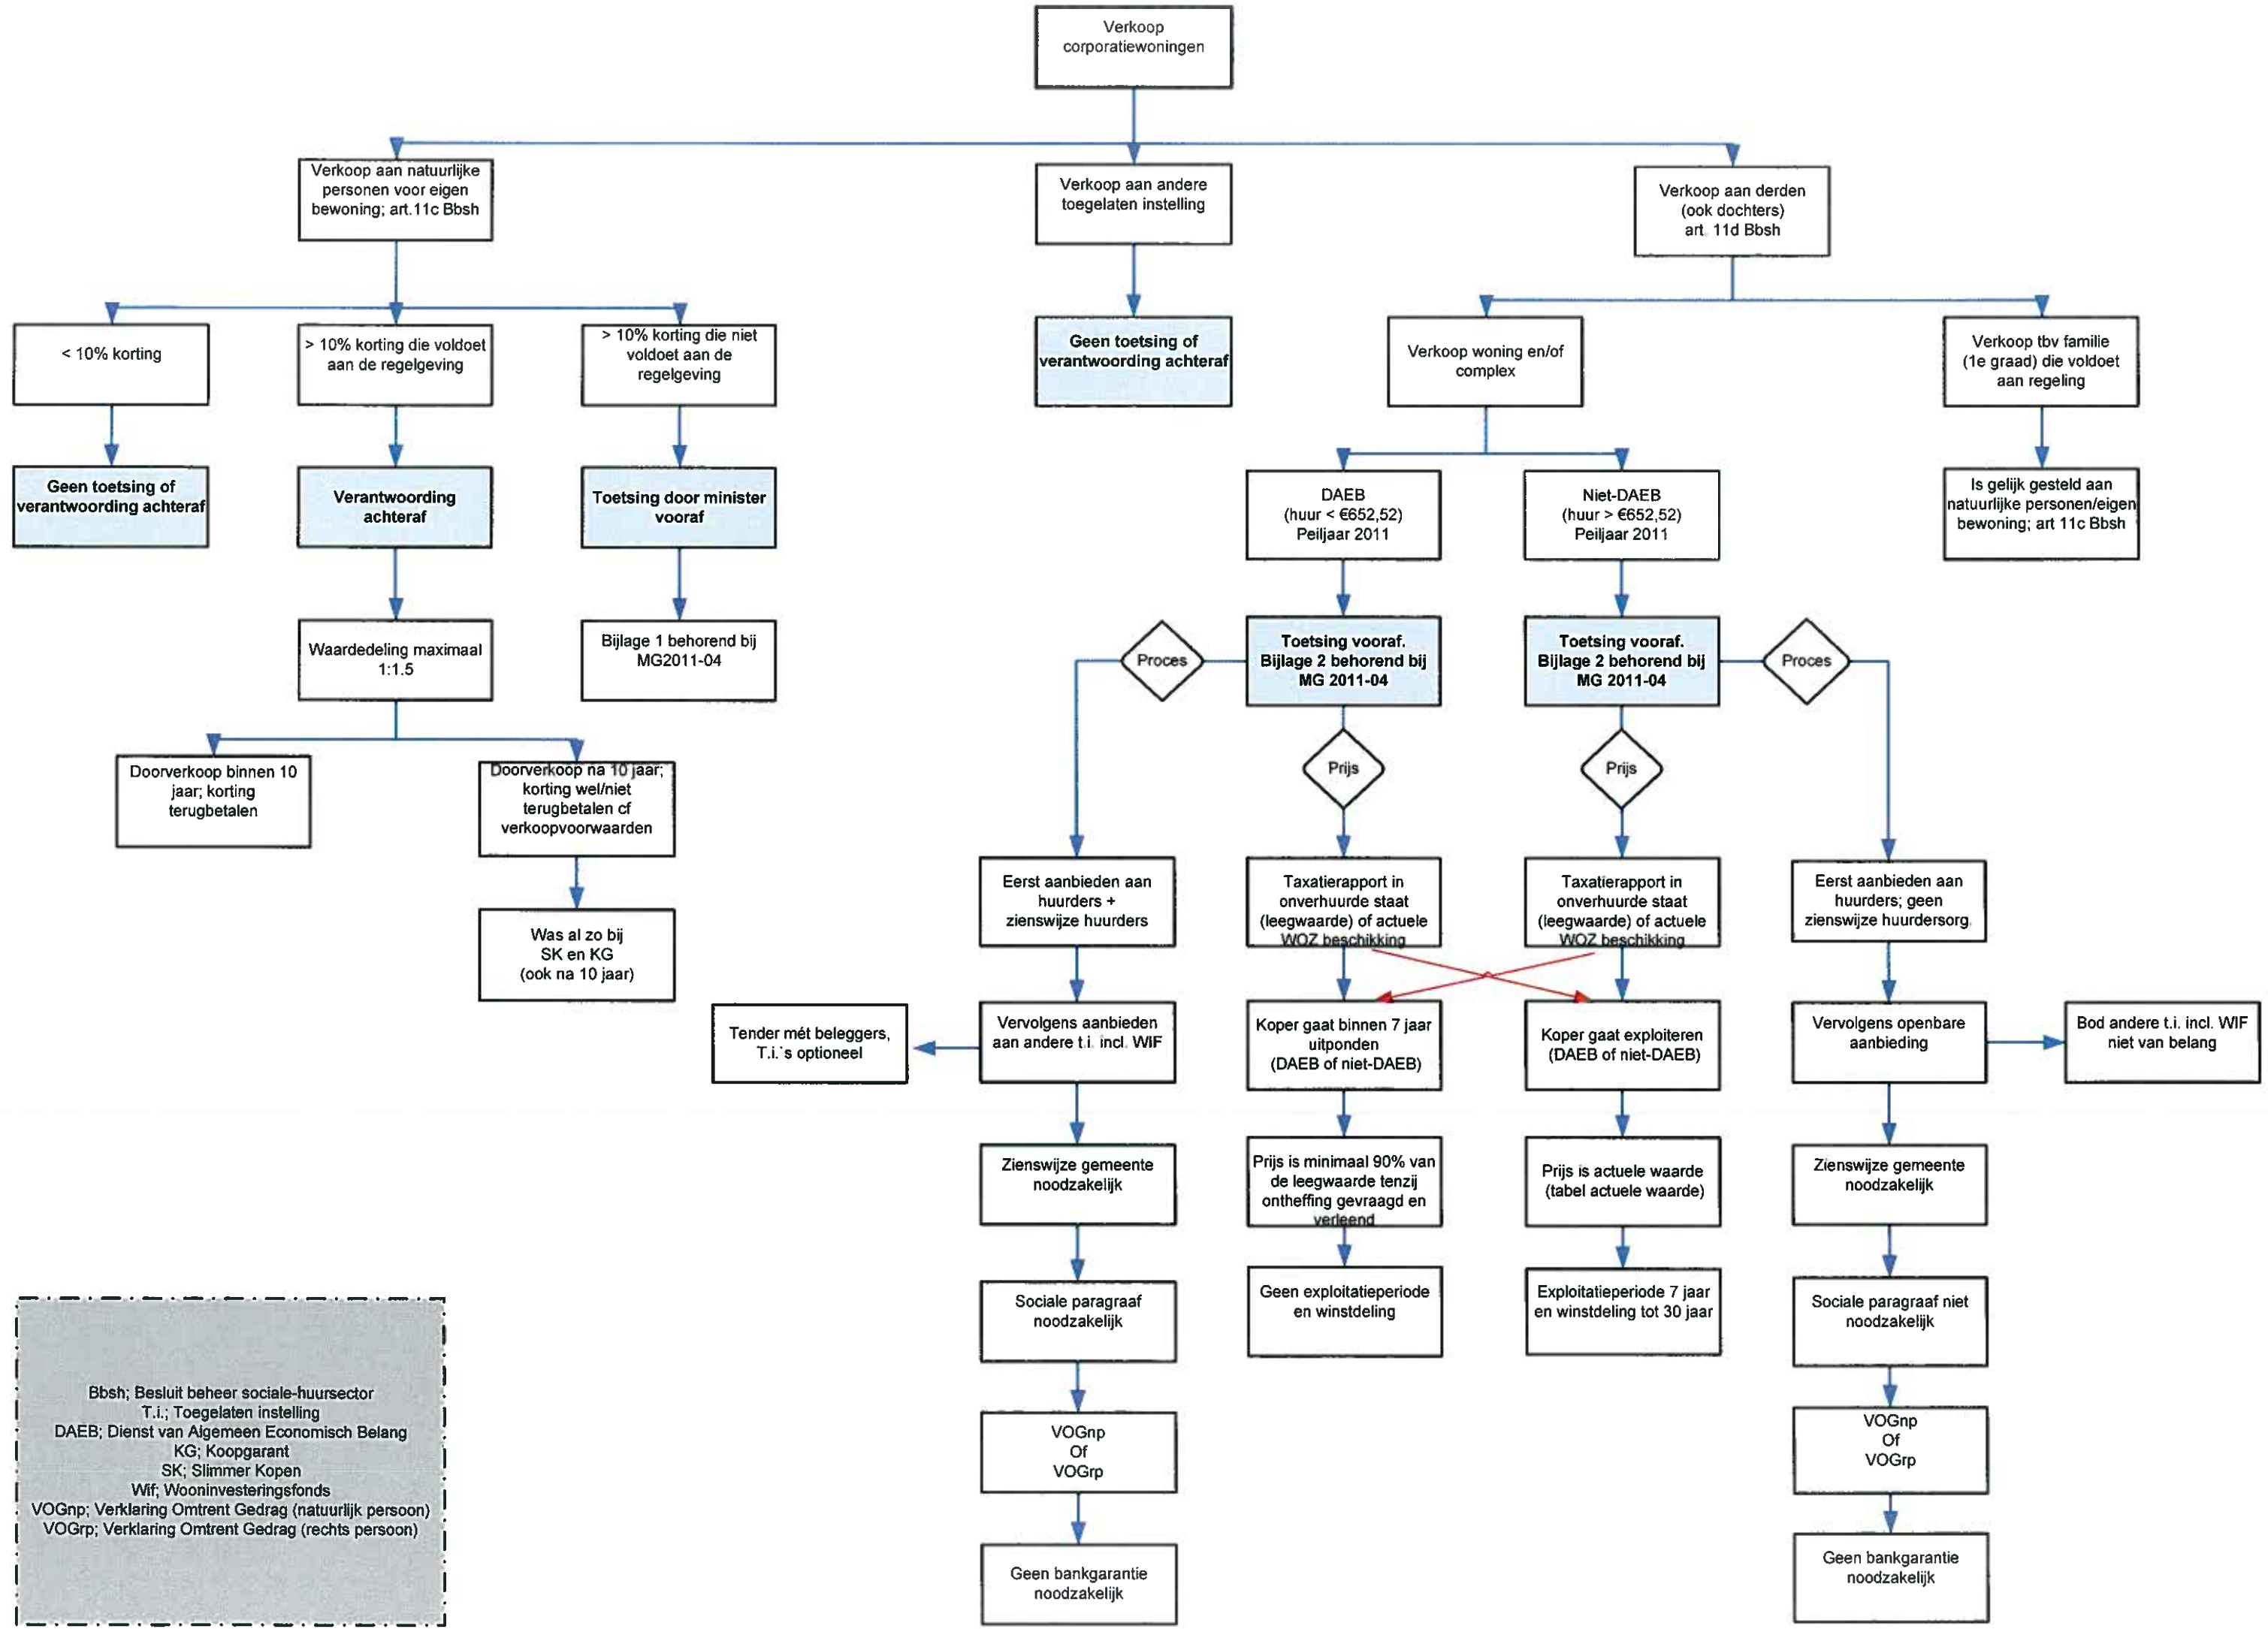 Verkoop
corporatiewoningen
Verkoop aan natuurlijke
personen voor eigen
bewoning; art.11c Bbsh
Verkoop aan andere
toegelaten instelling
Verkoop aan derden
(ook dochters)
art. 11d Bbsh
< 10% korting
> 10% korting die voldoet
aan de regelgeving
> 10% korting die niet
voldoet aan de
regelgeving
Geen toetsing of
verantwoording achteraf
Verkoop woning en/of
complex
Verkoop tbv familie
(1e graad) die voldoet
aan regeling
Geen toetsing of
verantwoording achteraf
Verantwoording
achteraf
Toetsing door minister
vooraf
DAEB
(huur < €652,52)
Peiljaar 2011
Niet-DAEB
(huur > €652,52)
Peiljaar 2011
Is gelijk gesteld aan
natuurlijke personen/eigen
bewoning; art 11c Bbsh
Waardedeling maximaal
1:1.5
Bijlage 1 behorend bij
MG2011-04
Proces
Toetsing vooraf.
Bijlage 2 behorend bij
MG 2011-04
Toetsing vooraf.
Bijlage 2 behorend bij
MG 2011-04
Proces
Doorverkoop binnen 10
jaar; korting
terugbetalen
Doorverkoop na 10 jaar;
korting wel/niet
terugbetalen cf
verkoopvoorwaarden
Prijs
Prijs
Was al zo bij
SK en KG
(ook na 10 jaar)
Eerst aanbieden aan
huurders +
zienswijze huurders
Taxatierapport in
onverhuurde staat
(leegwaarde) of actuele
WOZ beschikking
Taxatierapport in
onverhuurde staat
(leegwaarde) of actuele
WOZ beschikking
Eerst aanbieden aan
huurders; geen
zienswijze huurdersorg.
Tender mét beleggers,
T.i.'s optioneel
Vervolgens aanbieden
aan andere t.i. incl. WIF
Koper gaat binnen 7 jaar
uitponden
(DAEB of niet-DAEB)
Koper gaat exploiteren
(DAEB of niet-DAEB)
Vervolgens openbare
aanbieding
Bod andere t.i. incl. WIF
niet van belang
Zienswijze gemeente
noodzakelijk
Prijs is minimaal 90% van
de leegwaarde tenzij
ontheffing gevraagd en
verleend
Prijs is actuele waarde
(tabel actuele waarde)
Zienswijze gemeente
noodzakelijk
Sociale paragraaf
noodzakelijk
Geen exploitatieperiode
en winstdeling
Exploitatieperiode 7 jaar
en winstdeling tot 30 jaar
Sociale paragraaf niet
noodzakelijk
VOGnp
Of
VOGrp
VOGnp
Of
VOGrp
Geen bankgarantie
noodzakelijk
Geen bankgarantie
noodzakelijk
Bbsh; Besluit beheer sociale-huursector
T.i.; Toegelaten instelling
DAEB; Dienst van Algemeen Economisch Belang
KG; Koopgarant
SK; Slimmer Kopen
Wif; Wooninvesteringsfonds
VOGnp; Verklaring Omtrent Gedrag (natuurlijk persoon)
VOGrp; Verklaring Omtrent Gedrag (rechts persoon)